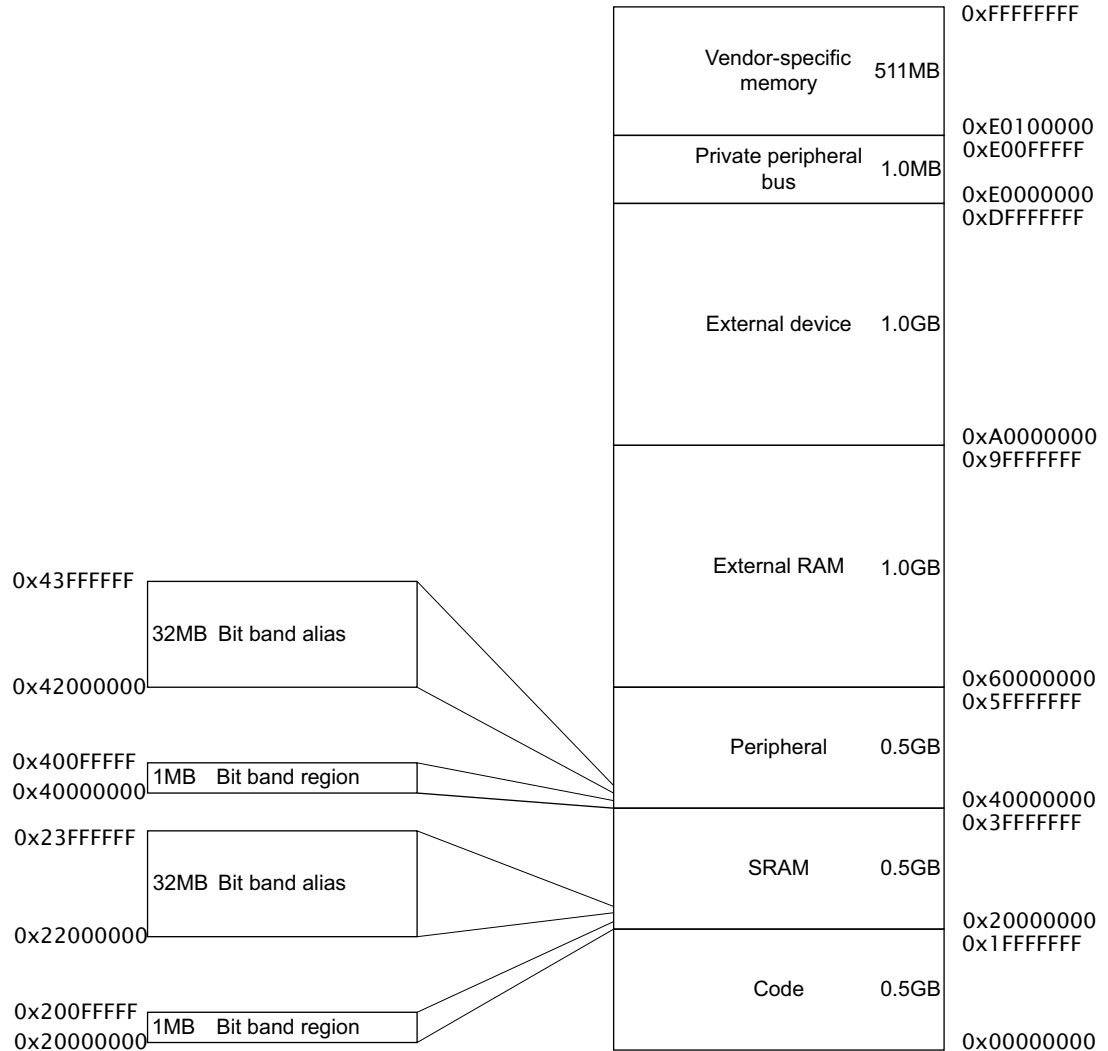 0xFFFFFFFF
Vendor-specific
memory
511MB
0xE0100000
0xE00FFFFF
Private peripheral
bus
1.0MB
0xE0000000
0xDFFFFFFF
External device
1.0GB
0xA0000000
0x9FFFFFFF
External RAM
1.0GB
0x60000000
0x5FFFFFFF
Peripheral
0.5GB
0x40000000
0x3FFFFFFF
SRAM
0.5GB
0x20000000
0x1FFFFFFF
Code
0.5GB
0x00000000
0x43FFFFFF
32MB Bit band alias
0x42000000
0x400FFFFF
1MB Bit band region
0x40000000
0x23FFFFFF
32MB Bit band alias
0x22000000
0x200FFFFF
1MB Bit band region
0x20000000